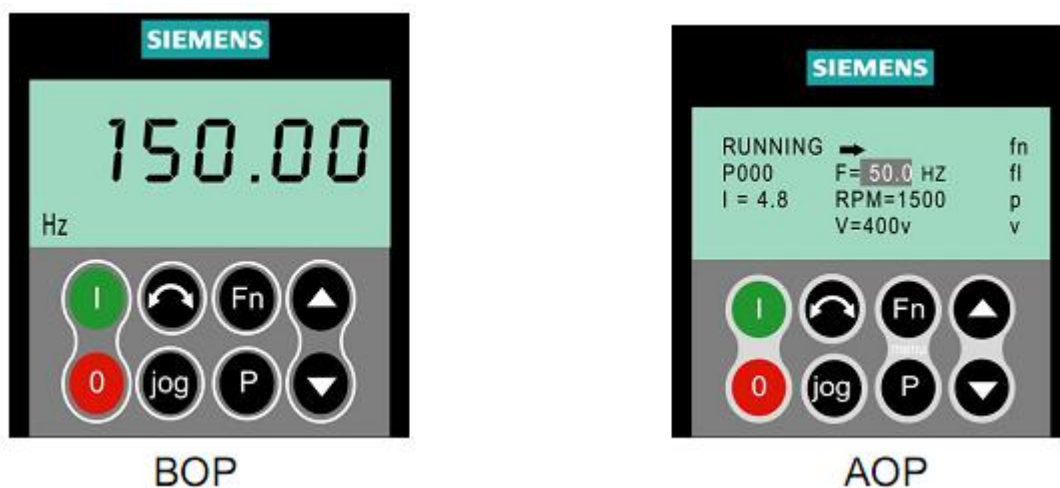 SIEMENS
150.00
Hz
I
Fn
0
jog
P
BOP
SIEMENS
RUNNING fn
P000 F= 50.0 HZ fl
I = 4.8 RPM=1500 p
V=400v v
I
Fn
menu
0
jog
P
AOP